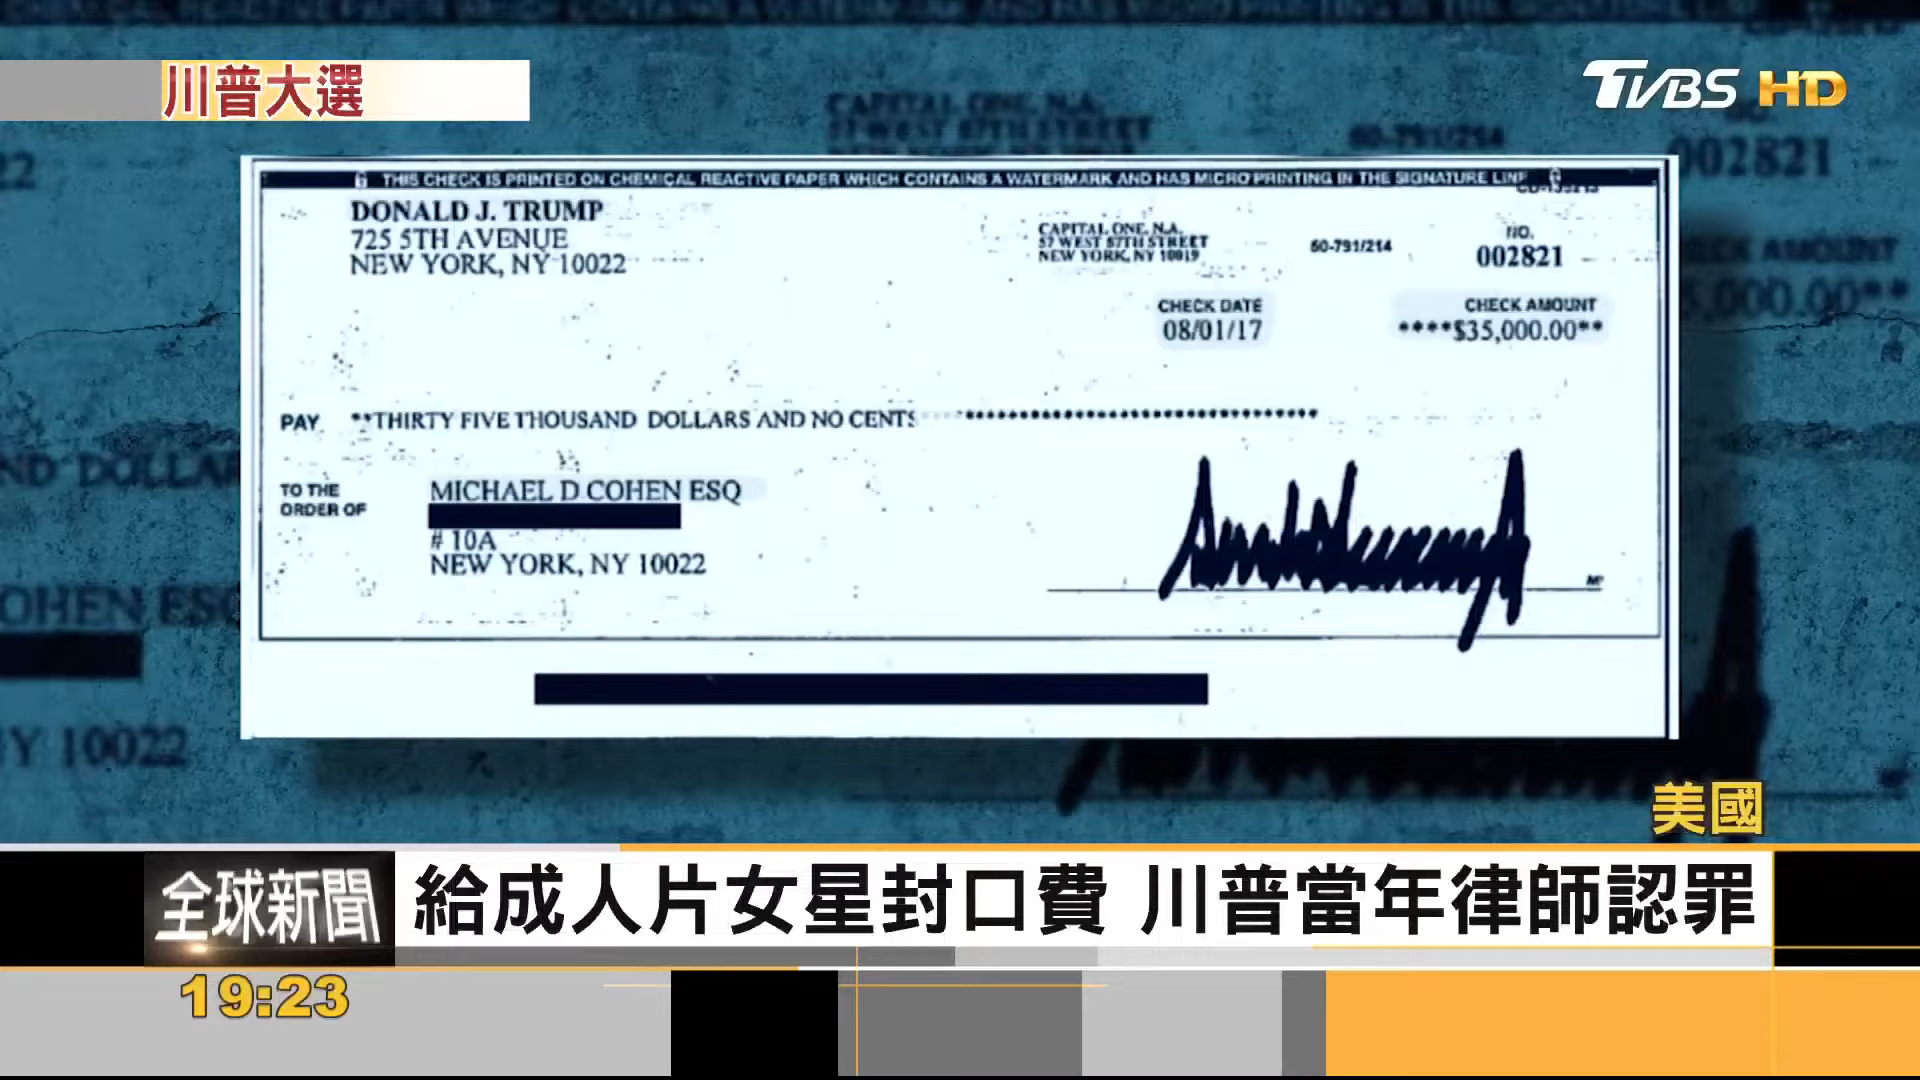 川普大選
TVBS HD
THIS CHECK IS PRINTED ON CHEMICAL REACTIVE PAPER WHICH CONTAINS A WATERMARK AND HAS MICRO PRINTING IN THE SIGNATURE LINE
DONALD J. TRUMP
725 5TH AVENUE
NEW YORK, NY 10022
CAPITAL ONE, N.A.
57 WEST 57TH STREET
NEW YORK, NY 10019
50-791/214
NO.
002821
CHECK DATE
08/01/17
CHECK AMOUNT
****$35,000.00**
PAY **THIRTY FIVE THOUSAND DOLLARS AND NO CENTS
TO THE
ORDER OF
MICHAEL D COHEN ESQ
# 10A
NEW YORK, NY 10022
MP
美國
全球新聞
給成人片女星封口費 川普當年律師認罪
19:23